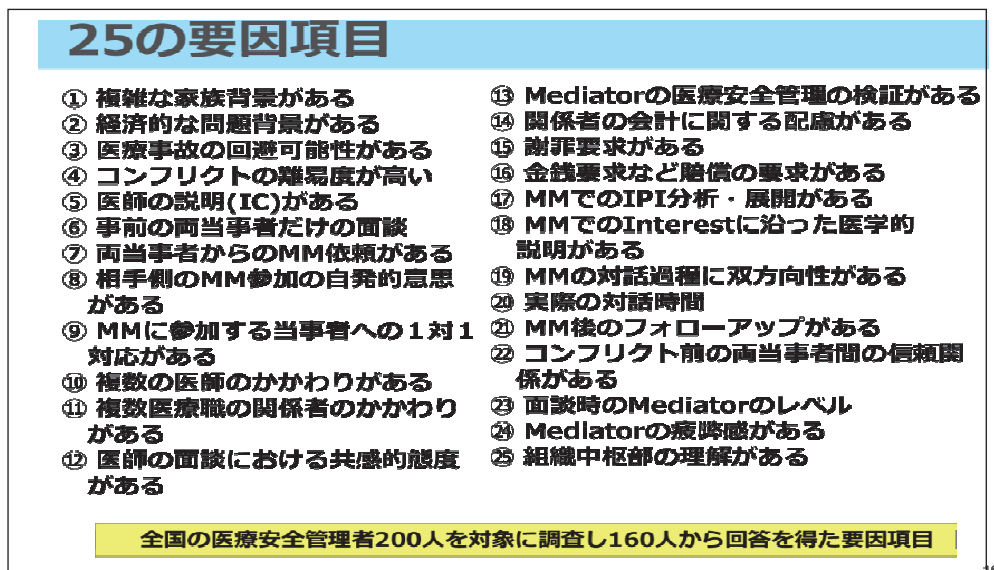 25の要因項目
① 複雑な家族背景がある
② 経済的な問題背景がある
③ 医療事故の回避可能性がある
④ コンフリクトの難易度が高い
⑤ 医師の説明(IC)がある
⑥ 事前の両当事者だけの面談
⑦ 両当事者からのMM依頼がある
⑧ 相手側のMM参加の自発的意思
がある
⑨ MMに参加する当事者への１対１
対応がある
⑩ 複数の医師のかかわりがある
⑪ 複数医療職の関係者のかかわり
がある
⑫ 医師の面談における共感的態度
がある
⑬ Mediatorの医療安全管理の検証がある
⑭ 関係者の会計に関する配慮がある
⑮ 謝罪要求がある
⑯ 金銭要求など賠償の要求がある
⑰ MMでのIPI分析・展開がある
⑱ MMでのInterestに沿った医学的
説明がある
⑲ MMの対話過程に双方向性がある
⑳ 実際の対話時間
㉑ MM後のフォローアップがある
㉒ コンフリクト前の両当事者間の信頼関
係がある
㉓ 面談時のMediatorのレベル
㉔ Mediatorの疲弊感がある
㉕ 組織中枢部の理解がある
全国の医療安全管理者200人を対象に調査し160人から回答を得た要因項目